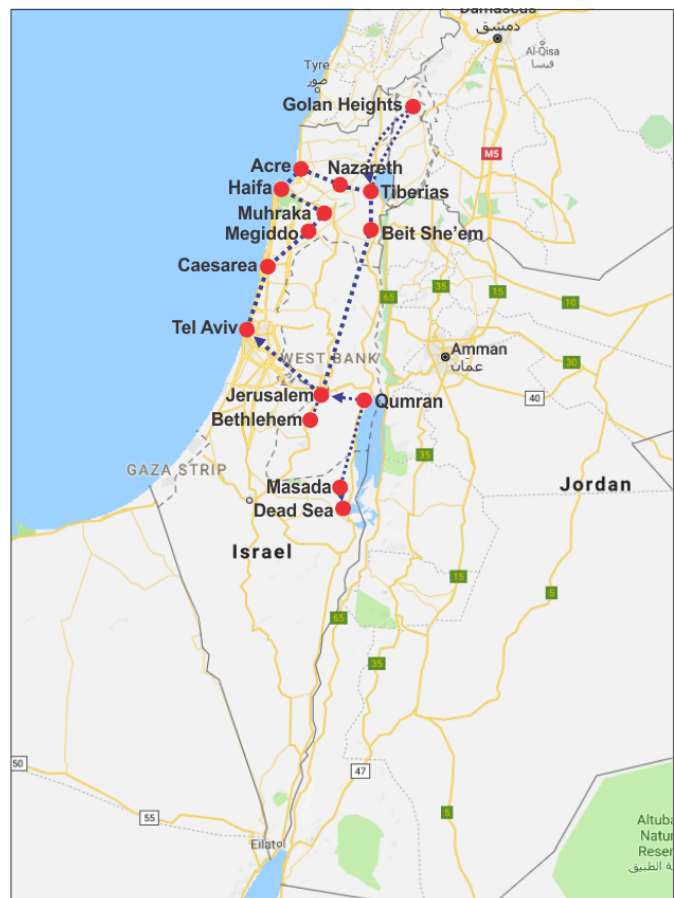 Damascus
دمشق
Al-Qisa
قيسا
Tyre
صور
Golan Heights
M5
Acre
Nazareth
Haifa
Tiberias
Muhraka
Megiddo
Beit She'em
Caesarea
35
15
65
10
Tel Aviv
WEST BANK
Amman
عمان
30
Jerusalem
Qumran
40
Bethlehem
35
GAZA STRIP
Masada
Jordan
Dead Sea
Israel
15
5
65
35
50
47
55
5
Eilat
Altuba
Natur
Reser
ة الطبيق